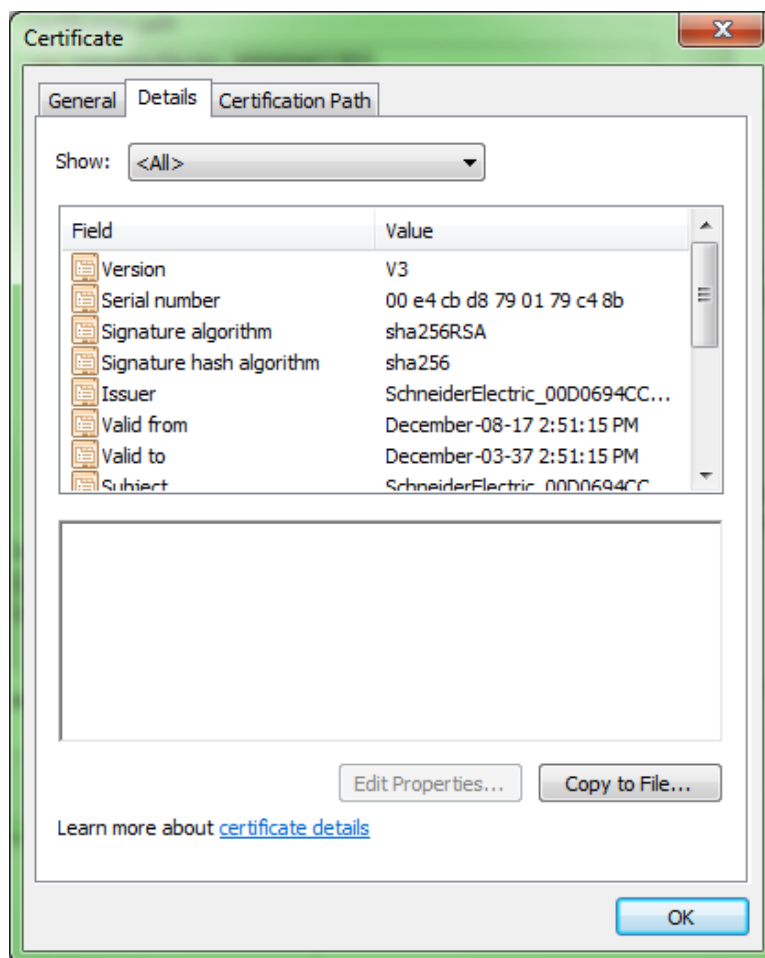 Certificate
General Details Certification Path
Show: <All>
Field Value
Version V3
Serial number 00 e4 cb d8 79 01 79 c4 8b
Signature algorithm sha256RSA
Signature hash algorithm sha256
Issuer SchneiderElectric_00D0694CC...
Valid from December-08-17 2:51:15 PM
Valid to December-03-37 2:51:15 PM
Subject SchneiderElectric_00D0694CC
Edit Properties... Copy to File...
Learn more about certificate details
OK